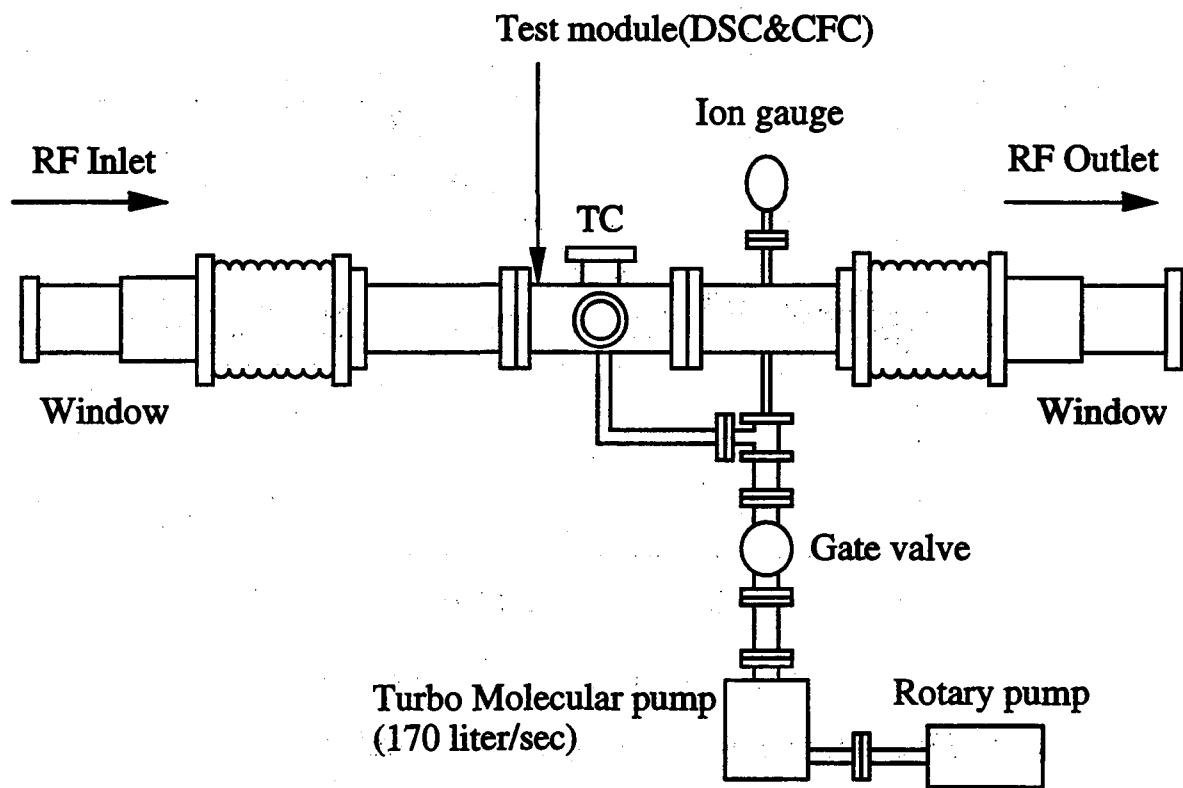 Test module(DSC&CFC)
Ion gauge
RF Inlet
RF Outlet
TC
Window
Window
Gate valve
Turbo Molecular pump
(170 liter/sec)
Rotary pump